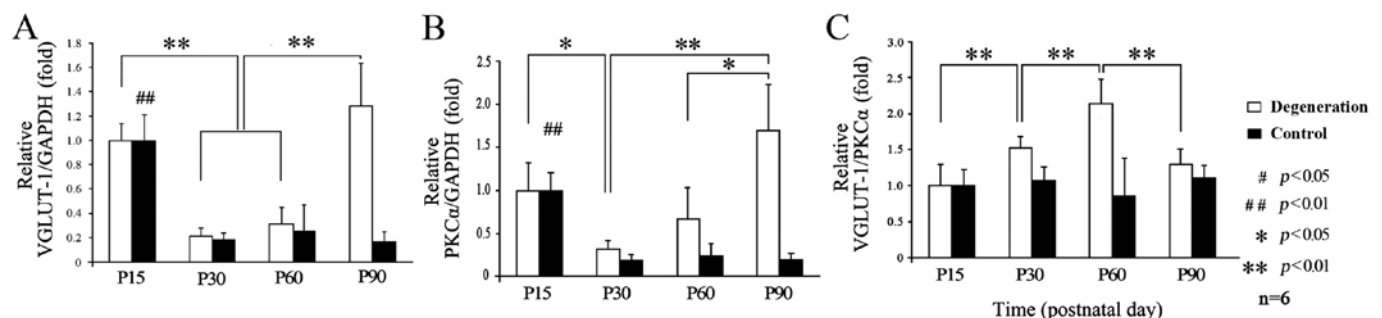 A
Relative
VGLUT-1/GAPDH (fold)
1.8
1.6
1.4
1.2
1.0
0.8
0.6
0.4
0.2
0
**
**
##
P15 P30 P60 P90
B
Relative
PKCα/GAPDH (fold)
2.5
2.0
1.5
1.0
0.5
0
*
**
*
##
P15 P30 P60 P90
C
Relative
VGLUT-1/PKCα (fold)
3.0
2.5
2.0
1.5
1.0
0.5
0.0
** ** **
P15 P30 P60 P90
Time (postnatal day)
Degeneration
Control
# p<0.05
## p<0.01
* p<0.05
** p<0.01
n=6